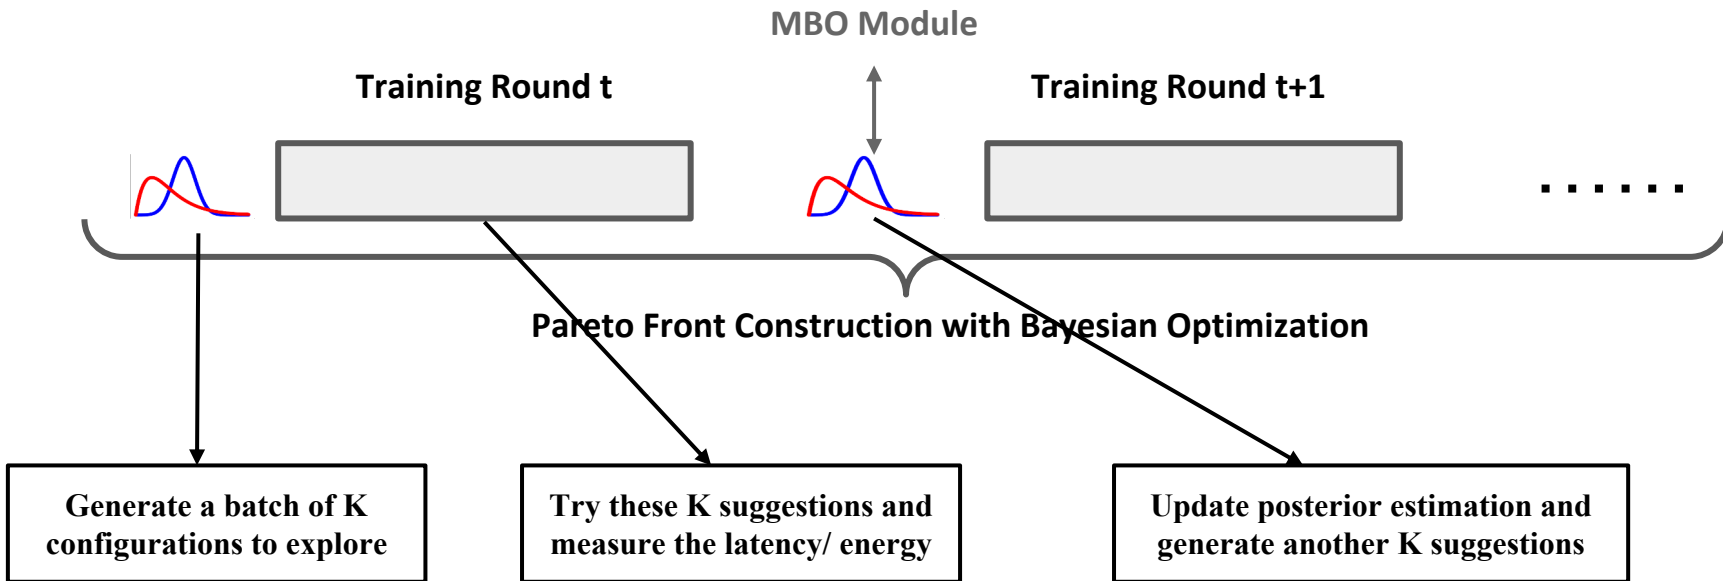 MBO Module
Training Round t
Training Round t+1
......
Pareto Front Construction with Bayesian Optimization
Generate a batch of K
configurations to explore
Try these K suggestions and
measure the latency/ energy
Update posterior estimation and
generate another K suggestions